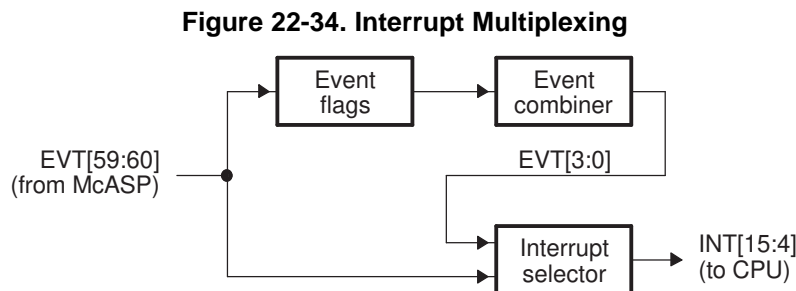 Figure 22-34. Interrupt Multiplexing
Event
flags
Event
combiner
EVT[59:60]
(from McASP)
EVT[3:0]
Interrupt
selector
INT[15:4]
(to CPU)